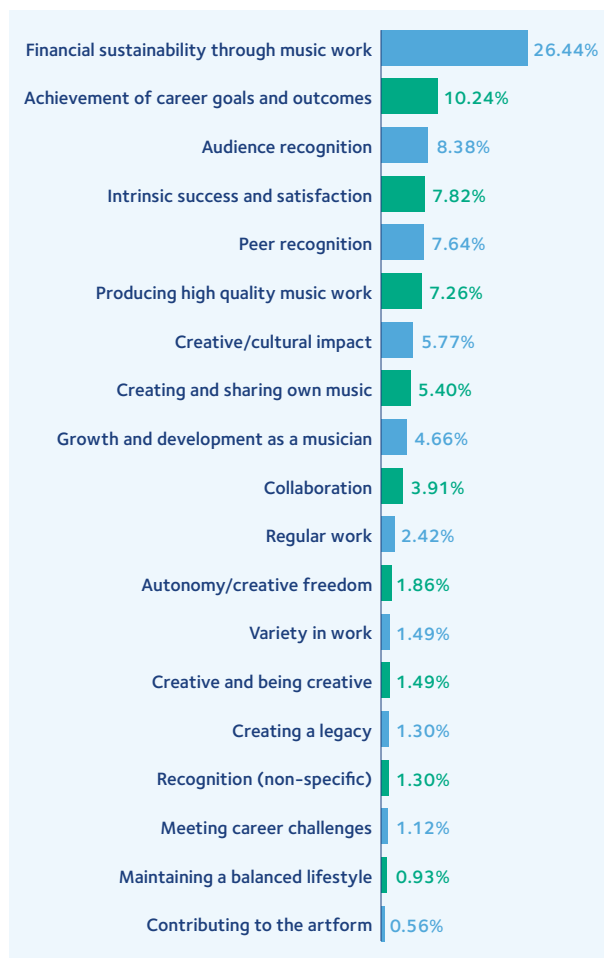 Financial sustainability through music work 26.44%
Achievement of career goals and outcomes 10.24%
Audience recognition 8.38%
Intrinsic success and satisfaction 7.82%
Peer recognition 7.64%
Producing high quality music work 7.26%
Creative/cultural impact 5.77%
Creating and sharing own music 5.40%
Growth and development as a musician 4.66%
Collaboration 3.91%
Regular work 2.42%
Autonomy/creative freedom 1.86%
Variety in work 1.49%
Creative and being creative 1.49%
Creating a legacy 1.30%
Recognition (non-specific) 1.30%
Meeting career challenges 1.12%
Maintaining a balanced lifestyle 0.93%
Contributing to the artform 0.56%